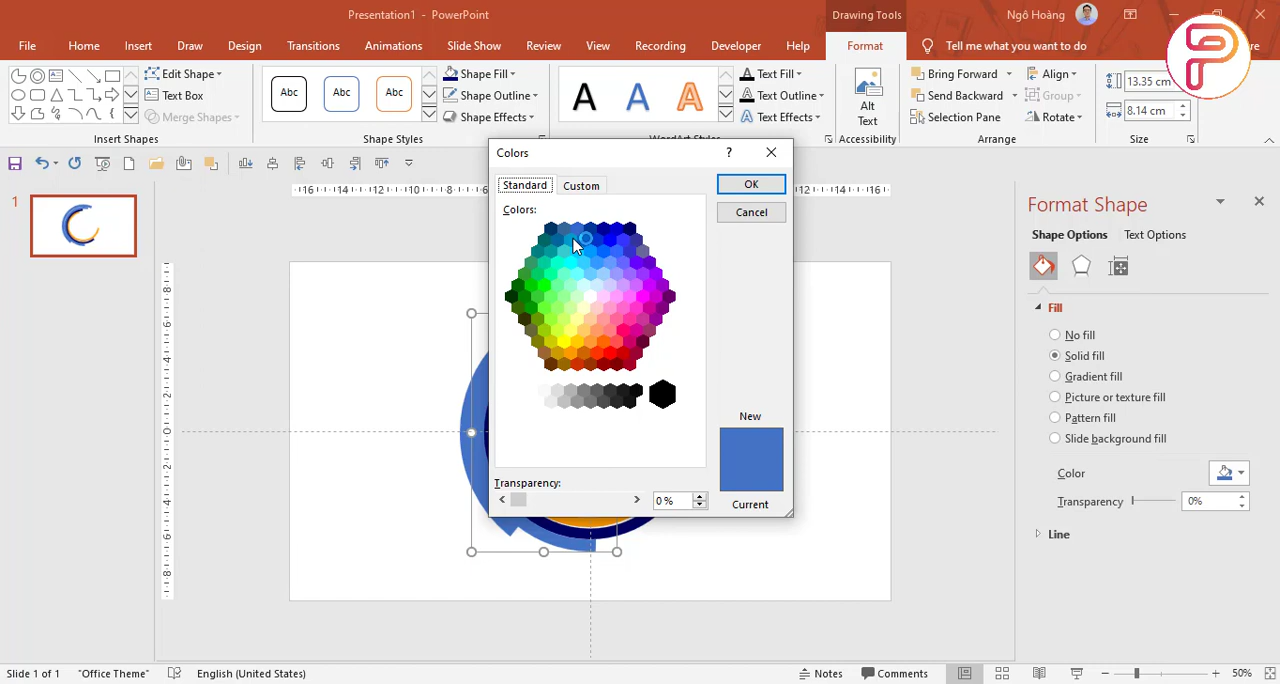 Presentation1 - PowerPoint
Drawing Tools
Ngô Hoàng
File Home Insert Draw Design Transitions Animations Slide Show Review View Recording Developer Help Format Tell me what you want to do
Edit Shape
Text Box
Merge Shapes
Insert Shapes
Abc Abc Abc
Shape Fill
Shape Outline
Shape Effects
Shape Styles
A A A
Text Fill
Text Outline
Text Effects
WordArt Styles
Alt
Text
Accessibility
Bring Forward
Send Backward
Selection Pane
Align
Group
Rotate
Arrange
13.35 cm
8.14 cm
Size
Colors ?
Standard Custom
Colors:
OK
Cancel
New
Current
Transparency:
0 %
1
Format Shape
Shape Options Text Options
Fill
No fill
Solid fill
Gradient fill
Picture or texture fill
Pattern fill
Slide background fill
Color
Transparency 0%
Line
Slide 1 of 1 "Office Theme" English (United States) Notes Comments 50%